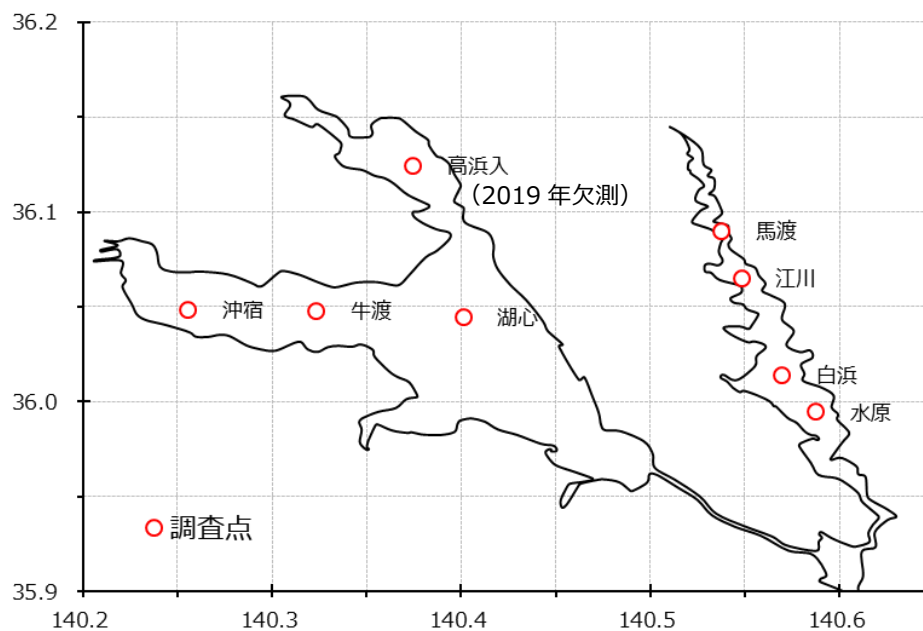 36.2
高浜入
(2019 年欠測)
36.1
馬渡
江川
沖宿
牛渡
湖心
白浜
36.0
水原
調査点
35.9
140.2
140.3
140.4
140.5
140.6